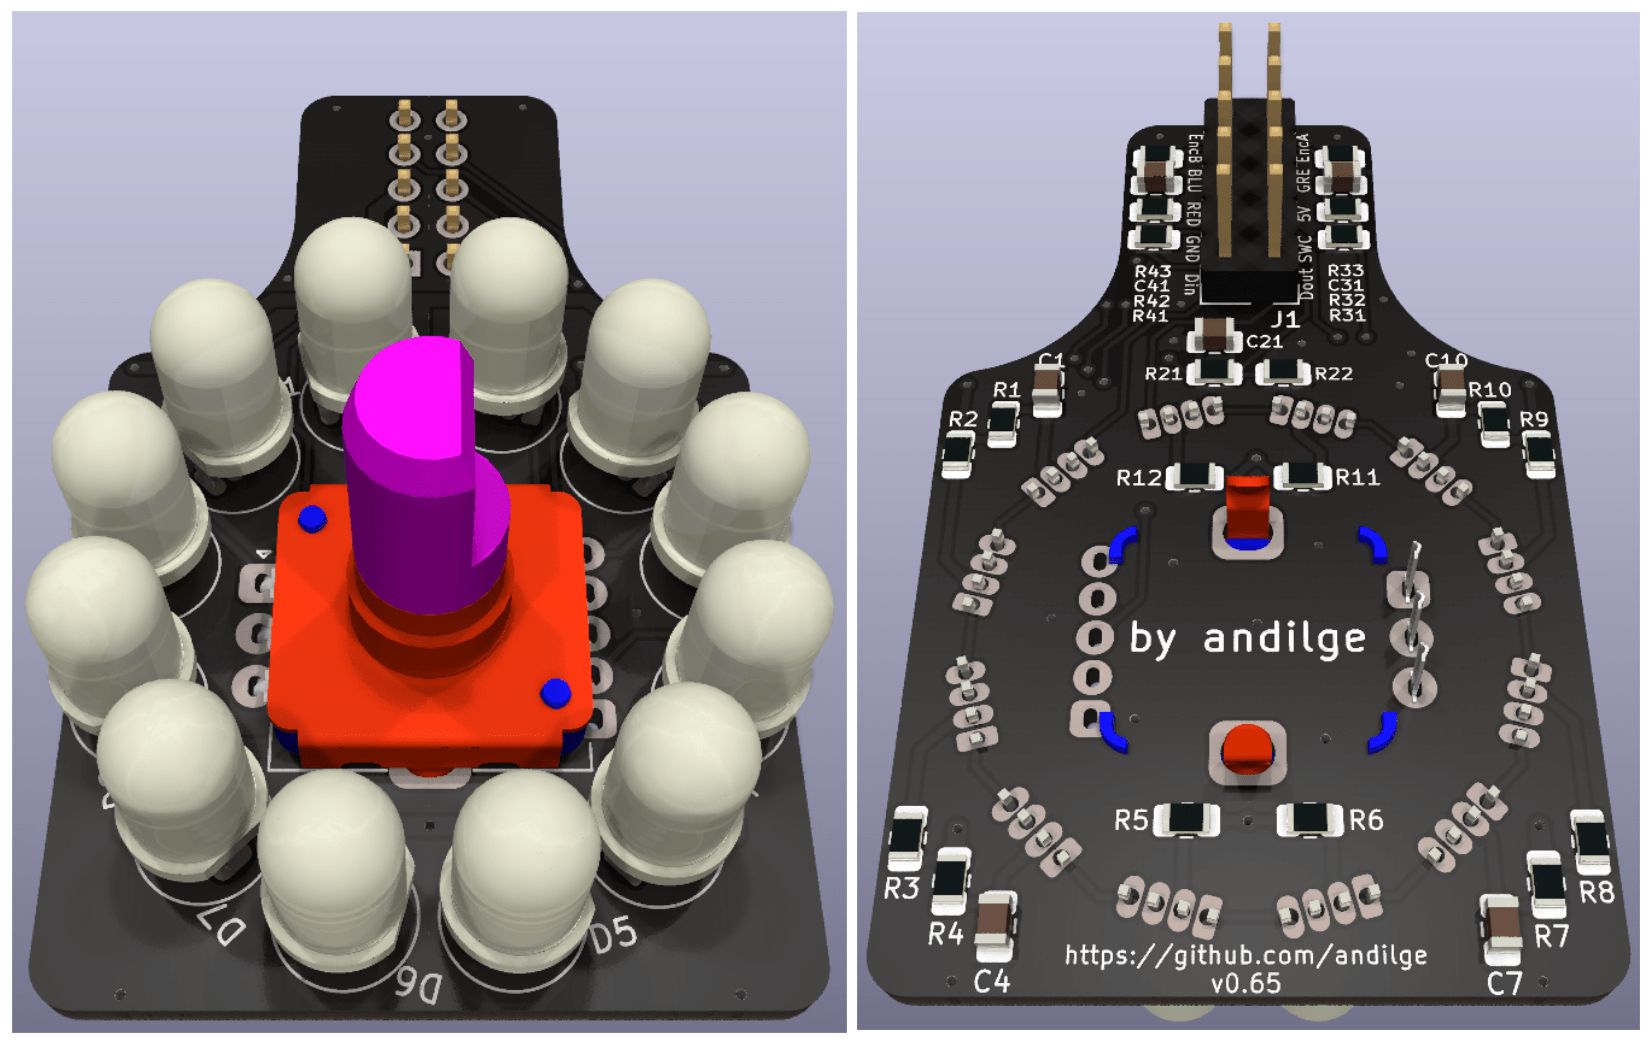 D7
D6
D5
EncB BLU RED GND Din
EncA GRE 5V SWC Dout
R43
C41
R42
R41
R33
C31
R32
R31
J1
C21
R21
R22
C1
R1
R2
C10
R10
R9
R12
R11
by andilge
R5
R6
R3
R4
C4
R8
R7
C7
https://github.com/andilge
v0.65